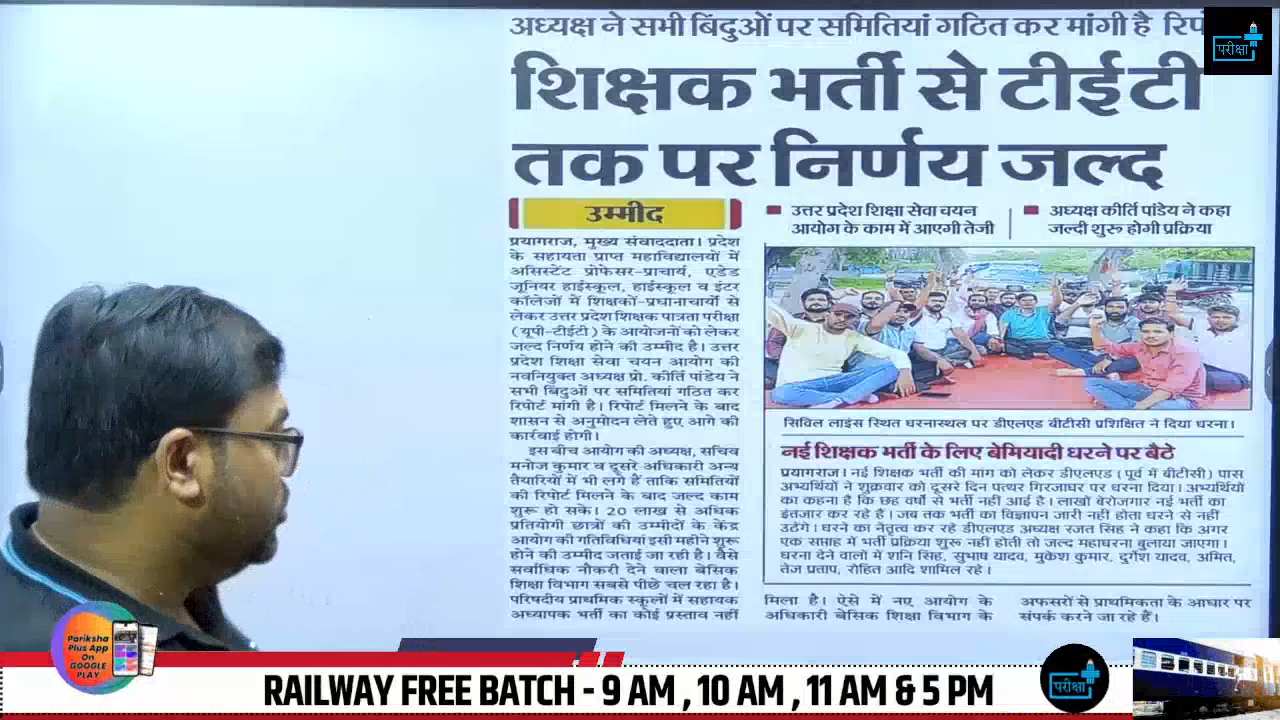 अध्यक्ष ने सभी बिंदुओं पर समितियां गठित कर मांगी है
परीक्षा
शिक्षक भर्ती से टीईटी
तक पर निर्णय जल्द
उम्मीद
उत्तर प्रदेश शिक्षा सेवा चयन
आयोग के काम में आएगी तेजी
अध्यक्ष कीर्ति पांडेय ने कहा
जल्दी शुरू होगी प्रक्रिया
प्रयागराज, मुख्य संवाददाता। प्रदेश
के सहायता प्राप्त महाविद्यालयों में
असिस्टेंट प्रोफेसर-प्राचार्य, एडेड
जूनियर हाईस्कूल, हाईस्कूल व इंटर
कॉलेजों में शिक्षकों-प्रधानाचार्यों से
लेकर उत्तर प्रदेश शिक्षक पात्रता परीक्षा
(यूपी-टीईटी) के आयोजनों को लेकर
जल्द निर्णय होने की उम्मीद है। उत्तर
प्रदेश शिक्षा सेवा चयन आयोग की
नवनियुक्त अध्यक्ष प्रो. कीर्ति पांडेय ने
सभी बिंदुओं पर समितियां गठित कर
रिपोर्ट मांगी है। रिपोर्ट मिलने के बाद
शासन से अनुमोदन लेते हुए आगे की
कार्रवाई होगी।
इस बीच आयोग की अध्यक्ष, सचिव
मनोज कुमार व दूसरे अधिकारी अन्य
तैयारियों में भी लगे हैं ताकि समितियों
की रिपोर्ट मिलने के बाद जल्द काम
शुरू हो सके। 20 लाख से अधिक
प्रतियोगी छात्रों की उम्मीदों के केंद्र
आयोग की गतिविधियां इसी महीने शुरू
होने की उम्मीद जताई जा रही है। वैसे
सर्वाधिक नौकरी देने वाला बेसिक
शिक्षा विभाग सबसे पीछे चल रहा है।
परिषदीय प्राथमिक स्कूलों में सहायक
अध्यापक भर्ती का कोई प्रस्ताव नहीं
सिविल लाइंस स्थित धरनास्थल पर डीएलएड बीटीसी प्रशिक्षित ने दिया धरना।
नई शिक्षक भर्ती के लिए बेमियादी धरने पर बैठे
प्रयागराज। नई शिक्षक भर्ती की मांग को लेकर डीएलएड (पूर्व में बीटीसी) पास
अभ्यर्थियों ने शुक्रवार को दूसरे दिन पत्थर गिरजाघर पर धरना दिया। अभ्यर्थियों
का कहना है कि छह वर्षों से भर्ती नहीं आई है। लाखों बेरोजगार नई भर्ती का
इंतजार कर रहे हैं। जब तक भर्ती का विज्ञापन जारी नहीं होता धरने से नहीं
उठेंगे। धरना का नेतृत्व कर रहे डीएलएड अध्यक्ष रजत सिंह ने कहा कि अगर
एक सप्ताह में भर्ती प्रक्रिया शुरू नहीं होती तो जल्द महाधरना बुलाया जाएगा।
धरना देने वालों में शनि सिंह, सुभाष यादव, मुकेश कुमार, दुर्गेश यादव, अमित,
तेज प्रताप, रोहित आदि शामिल रहे।
मिला है। ऐसे में नए आयोग के
अधिकारी बेसिक शिक्षा विभाग के
अफसरों से प्राथमिकता के आधार पर
संपर्क करने जा रहे हैं।
Pariksha
Plus App
On
GOOGLE
PLAY
RAILWAY FREE BATCH - 9 AM , 10 AM , 11 AM & 5 PM
परीक्षा